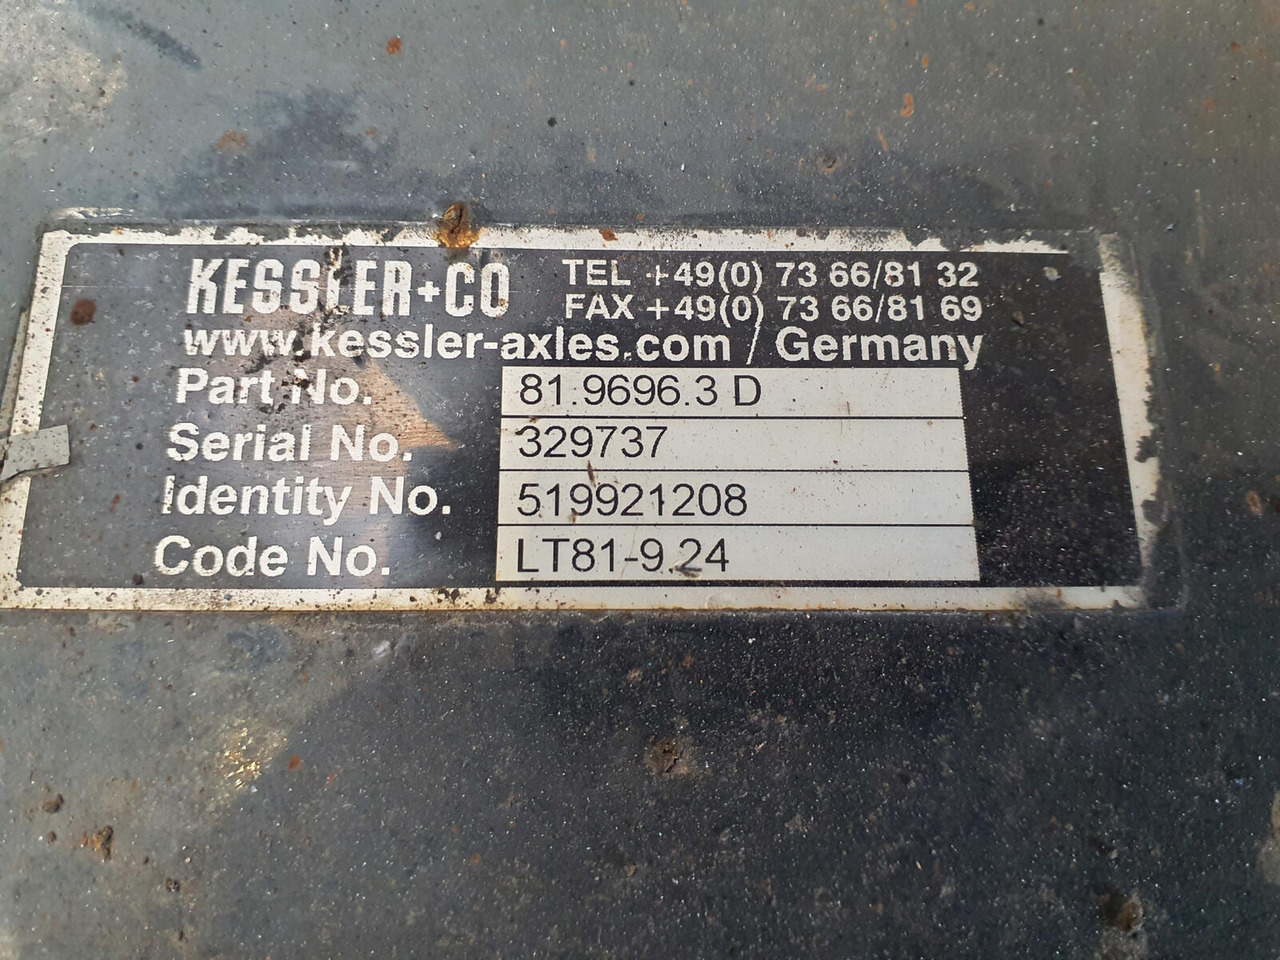 KESSLER+CO TEL +49(0) 73 66/81 32
FAX +49(0) 73 66/81 69
www.kessler-axles.com / Germany
Part No. 81.9696.3 D
Serial No. 329737
Identity No. 519921208
Code No. LT81-9.24